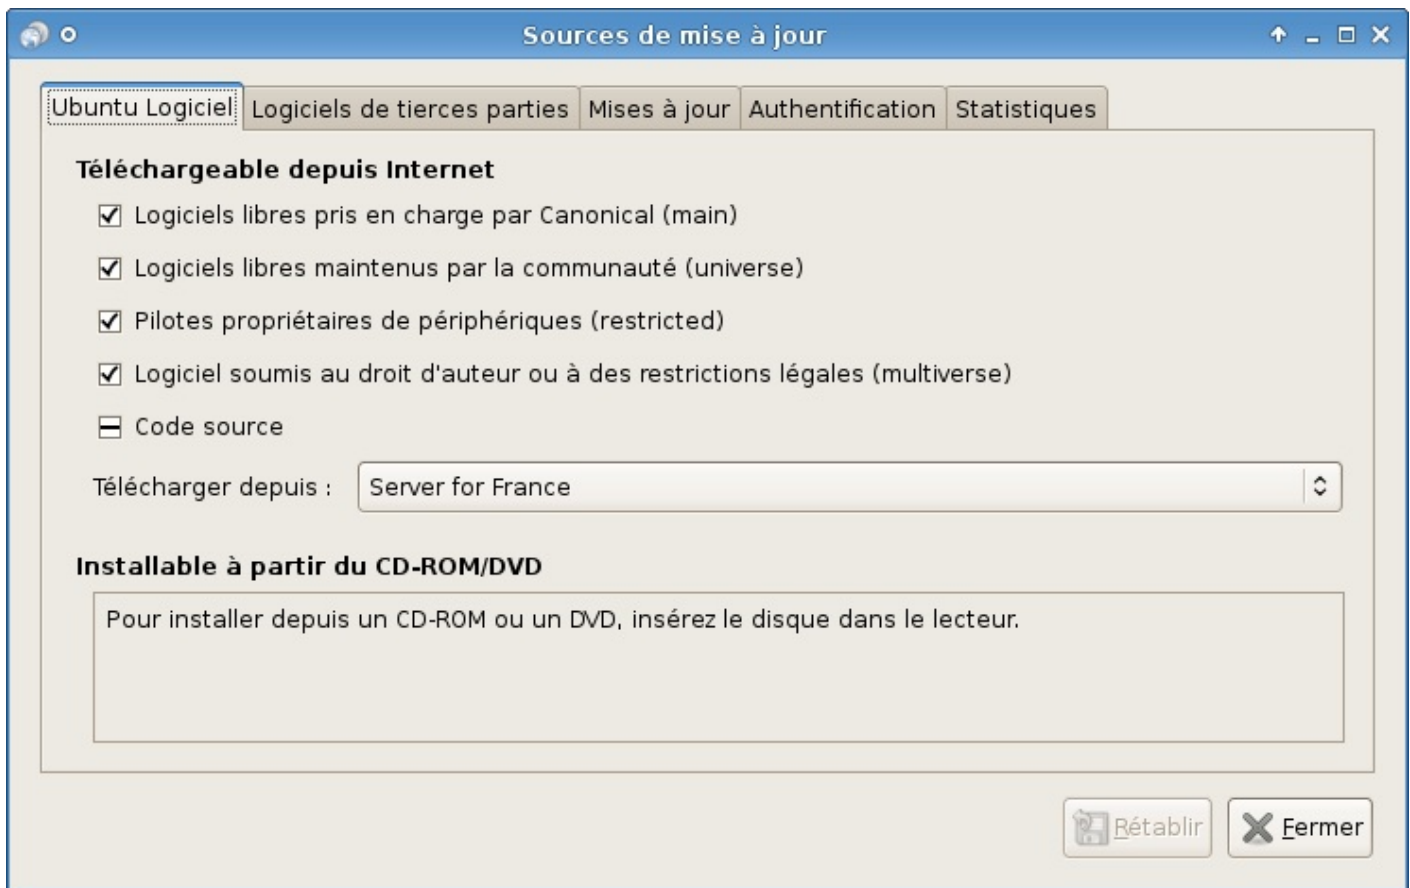 Sources de mise à jour
Ubuntu Logiciel
Logiciels de tierces parties
Mises à jour
Authentification
Statistiques
Téléchargeable depuis Internet
Logiciels libres pris en charge par Canonical (main)
Logiciels libres maintenus par la communauté (universe)
Pilotes propriétaires de périphériques (restricted)
Logiciel soumis au droit d'auteur ou à des restrictions légales (multiverse)
Code source
Télécharger depuis :
Server for France
Installable à partir du CD-ROM/DVD
Pour installer depuis un CD-ROM ou un DVD, insérez le disque dans le lecteur.
Rétablir
Fermer